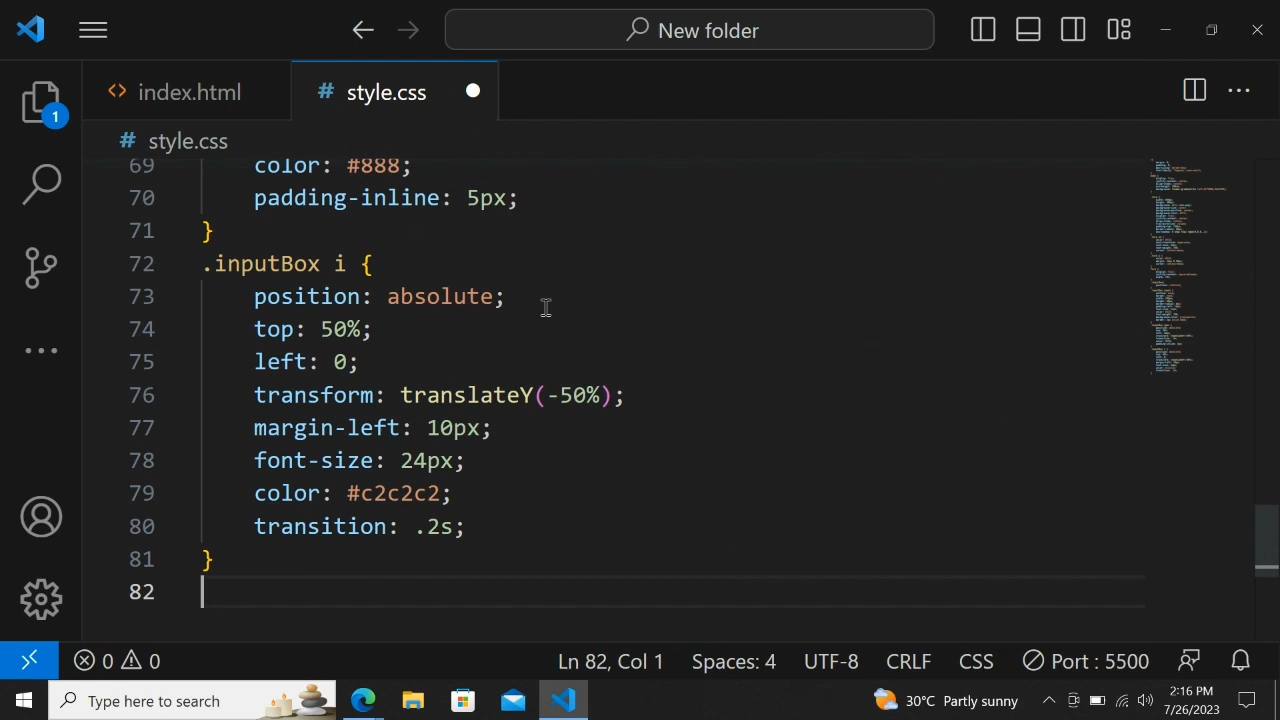 New folder
<> index.html
# style.css
1
# style.css
69 color: #888;
70 padding-inline: 5px;
71 }
72 .inputBox i {
73 position: absolute;
74 top: 50%;
75 left: 0;
76 transform: translateY(-50%);
77 margin-left: 10px;
78 font-size: 24px;
79 color: #c2c2c2;
80 transition: .2s;
81 }
82
0 0 Ln 82, Col 1 Spaces: 4 UTF-8 CRLF CSS Port : 5500
Type here to search 30°C Partly sunny
:16 PM
7/26/2023